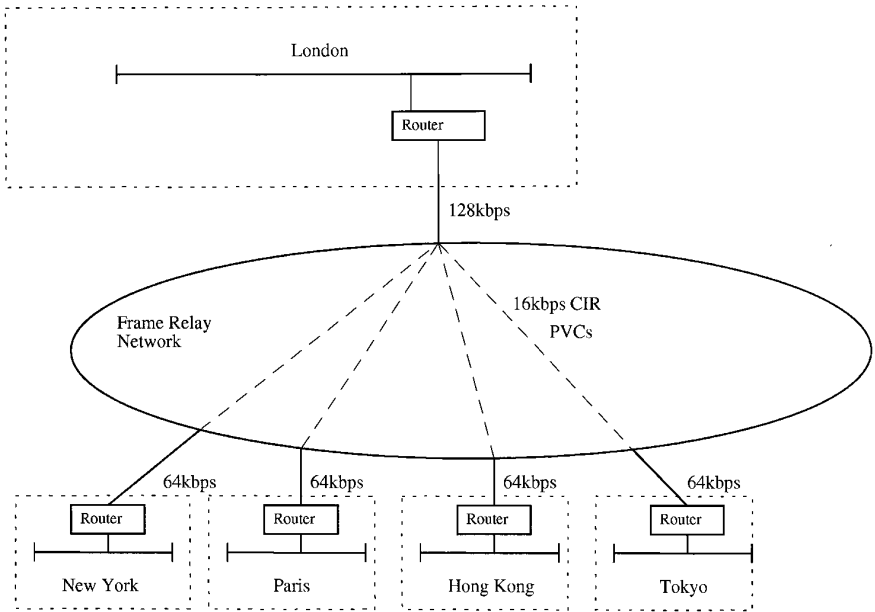 London
Router
128kbps
16kbps CIR
PVCs
Frame Relay
Network
64kbps
64kbps
64kbps
64kbps
Router
Router
Router
Router
New York
Paris
Hong Kong
Tokyo